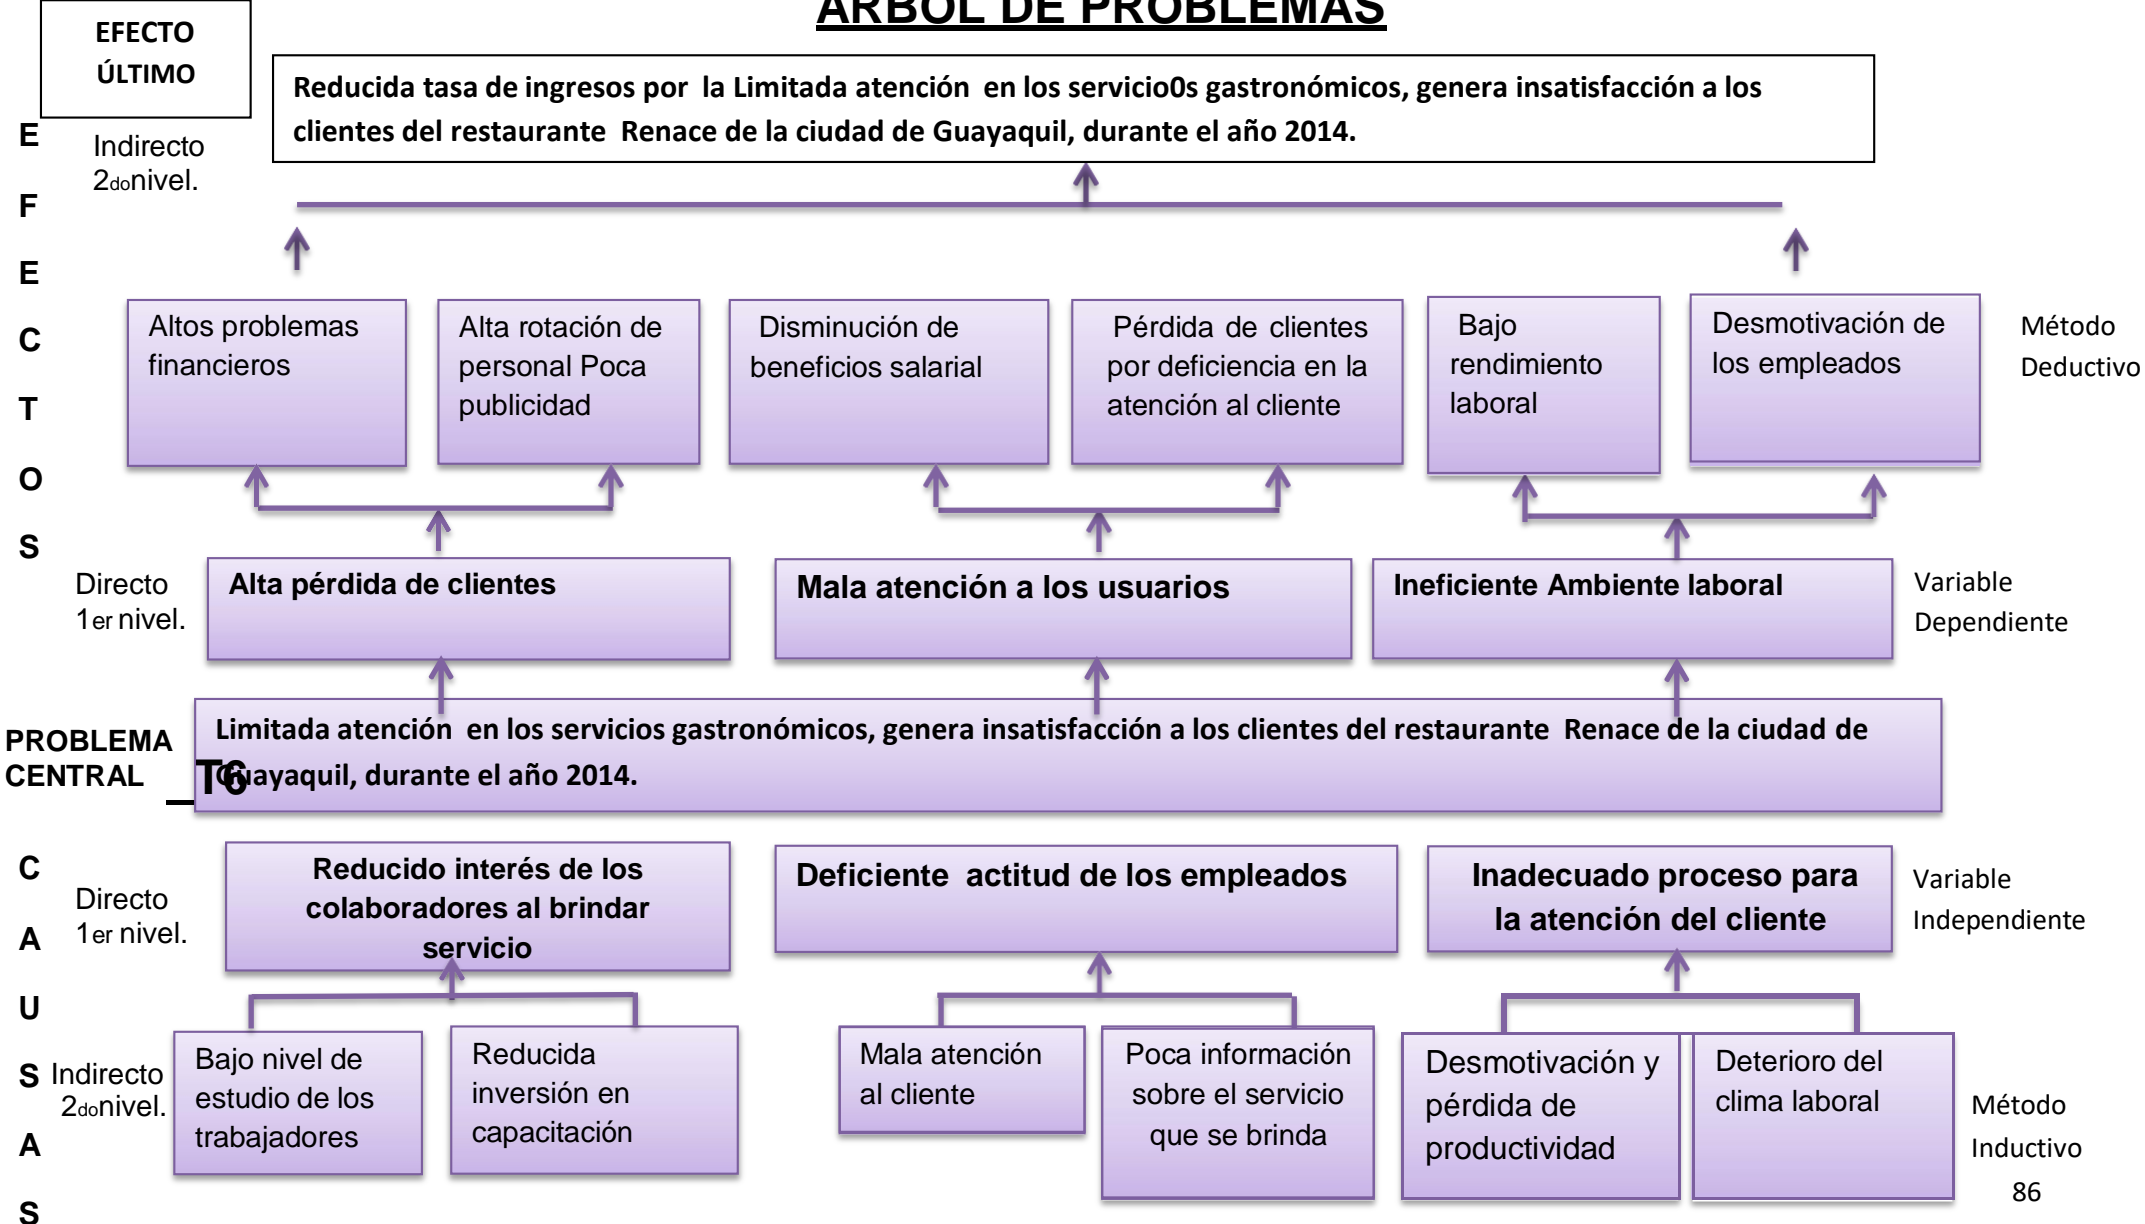 ÁRBOL DE PROBLEMAS
EFECTO
ÚLTIMO
Reducida tasa de ingresos por la Limitada atención en los servicio0s gastronómicos, genera insatisfacción a los
clientes del restaurante Renace de la ciudad de Guayaquil, durante el año 2014.
E
F
E
C
T
O
S
Indirecto
2do nivel.
Altos problemas
financieros
Alta rotación de
personal Poca
publicidad
Disminución de
beneficios salarial
Pérdida de clientes
por deficiencia en la
atención al cliente
Bajo
rendimiento
laboral
Desmotivación de
los empleados
Método
Deductivo
Directo
1er nivel.
Alta pérdida de clientes
Mala atención a los usuarios
Ineficiente Ambiente laboral
Variable
Dependiente
PROBLEMA
CENTRAL
T6
Limitada atención en los servicios gastronómicos, genera insatisfacción a los clientes del restaurante Renace de la ciudad de
Guayaquil, durante el año 2014.
C
A
U
S
A
S
Directo
1er nivel.
Reducido interés de los
colaboradores al brindar
servicio
Deficiente actitud de los empleados
Inadecuado proceso para
la atención del cliente
Variable
Independiente
Indirecto
2do nivel.
Bajo nivel de
estudio de los
trabajadores
Reducida
inversión en
capacitación
Mala atención
al cliente
Poca información
sobre el servicio
que se brinda
Desmotivación y
pérdida de
productividad
Deterioro del
clima laboral
Método
Inductivo
86